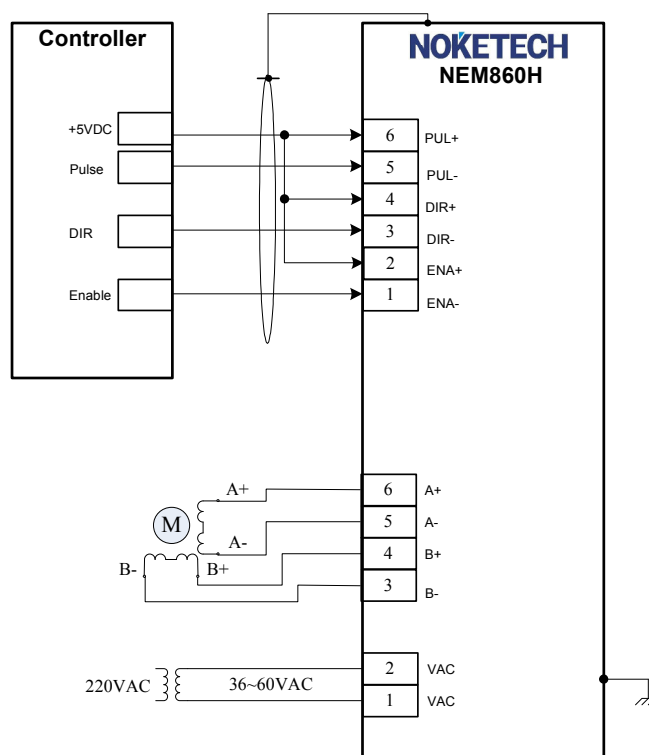 Controller
NOKETECH
NEM860H
+5VDC
6
PUL+
Pulse
5
PUL-
4
DIR+
DIR
3
DIR-
2
ENA+
Enable
1
ENA-
A+
6
A+
M
5
A-
A-
4
B+
B-
B+
3
B-
220VAC
36~60VAC
2
VAC
1
VAC